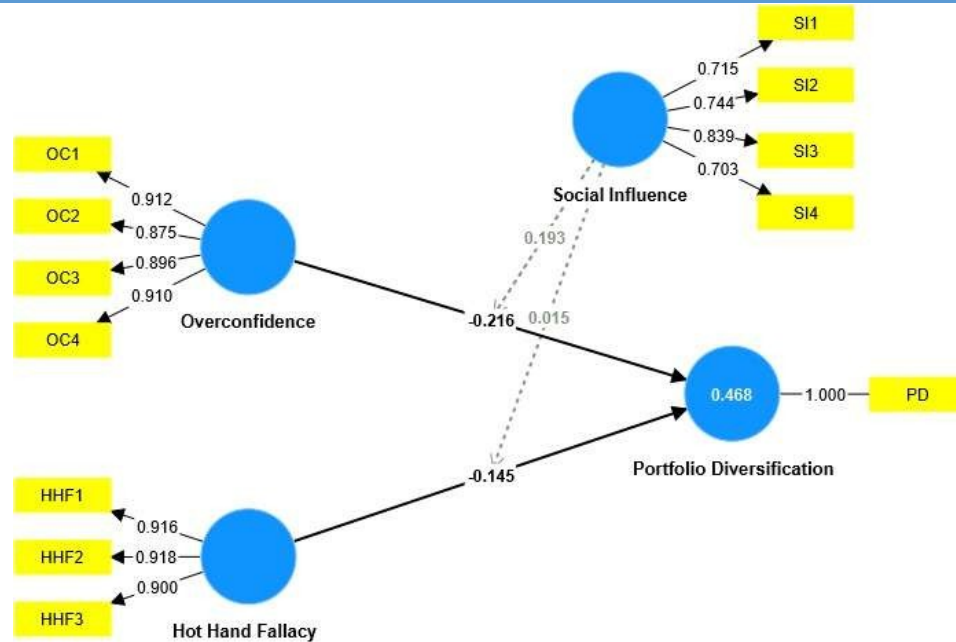 SI1
0.715
SI2
0.744
SI3
0.839
SI4
0.703
Social Influence
OC1
0.912
OC2
0.875
OC3
0.896
OC4
0.910
Overconfidence
0.193
-0.216
0.015
0.468
1.000
PD
Portfolio Diversification
-0.145
HHF1
0.916
HHF2
0.918
HHF3
0.900
Hot Hand Fallacy